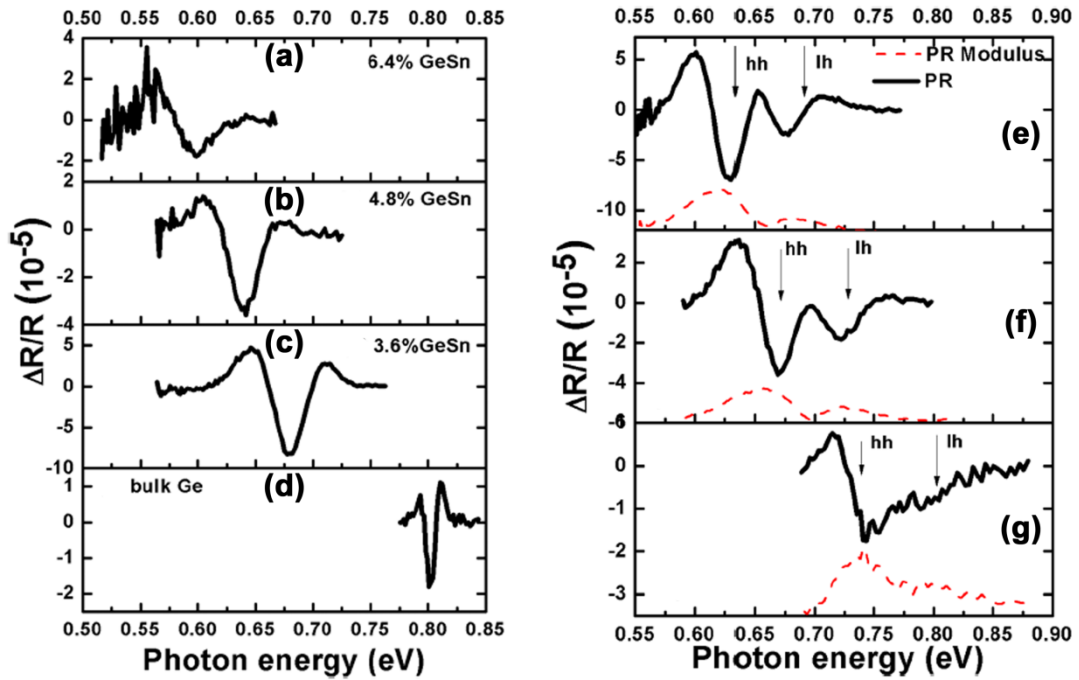 0.50 0.55 0.60 0.65 0.70 0.75 0.80 0.85
4
2
0
-2
(a)
6.4% GeSn
2
0
-2
-4
(b)
4.8% GeSn
5
0
-5
-10
(c)
3.6%GeSn
1
0
-1
-2
bulk Ge
(d)
0.50 0.55 0.60 0.65 0.70 0.75 0.80 0.85
Photon energy (eV)
ΔR/R (10-5)
0.55 0.60 0.65 0.70 0.75 0.80 0.85 0.90
5
0
-5
-10
hh
lh
PR Modulus
PR
(e)
2
0
-2
-4
-6
hh
lh
(f)
0
-1
-2
-3
hh
lh
(g)
0.55 0.60 0.65 0.70 0.75 0.80 0.85 0.90
Photon energy (eV)
ΔR/R (10-5)